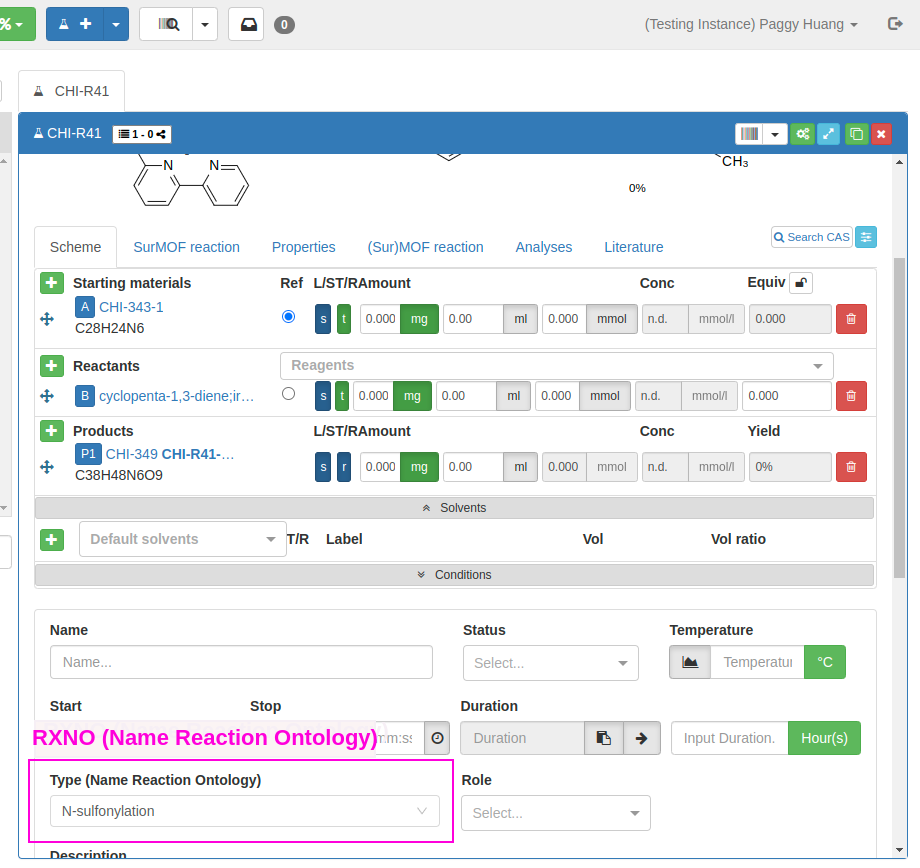 %
0
(Testing Instance) Paggy Huang
CHI-R41
CHI-R41 1 - 0
N N
CH3
0%
Scheme SurMOF reaction Properties (Sur)MOF reaction Analyses Literature Search CAS
Starting materials Ref L/ST/RAmount Conc Equiv
A CHI-343-1
C28H24N6
s t 0.000 mg 0.00 ml 0.000 mmol n.d. mmol/l 0.000
Reactants Reagents
B cyclopenta-1,3-diene;ir… s t 0.000 mg 0.00 ml 0.000 mmol n.d. mmol/l 0.000
Products L/ST/RAmount Conc Yield
P1 CHI-349 CHI-R41-…
C38H48N6O9
s r 0.000 mg 0.00 ml 0.000 mmol n.d. mmol/l 0%
Solvents
Default solvents T/R Label Vol Vol ratio
Conditions
Name Status Temperature
Name... Select... Temperatur °C
Start Stop Duration
RXNO (Name Reaction Ontology) mm:ss Duration Input Duration. Hour(s)
Type (Name Reaction Ontology) Role
N-sulfonylation Select...
Description